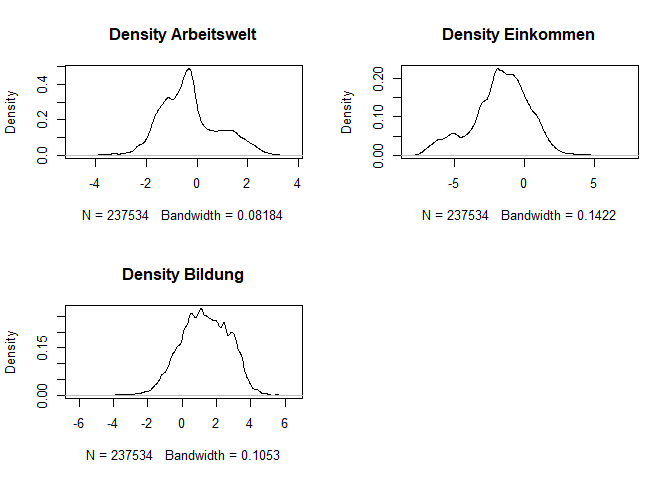 Density Arbeitswelt
Density
0.0 0.2 0.4
-4 -2 0 2 4
N = 237534 Bandwidth = 0.08184
Density Einkommen
Density
0.00 0.10 0.20
-5 0 5
N = 237534 Bandwidth = 0.1422
Density Bildung
Density
0.00 0.15
-6 -4 -2 0 2 4 6
N = 237534 Bandwidth = 0.1053